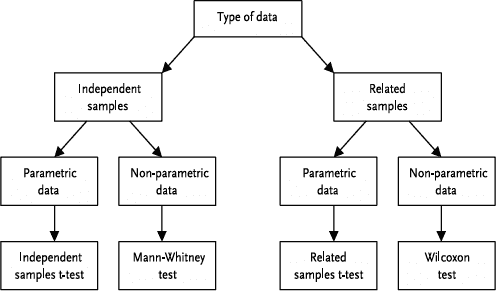 Type of data
Independent
samples
Related
samples
Parametric
data
Non-parametric
data
Parametric
data
Non-parametric
data
Independent
samples t-test
Mann-Whitney
test
Related
samples t-test
Wilcoxon
test